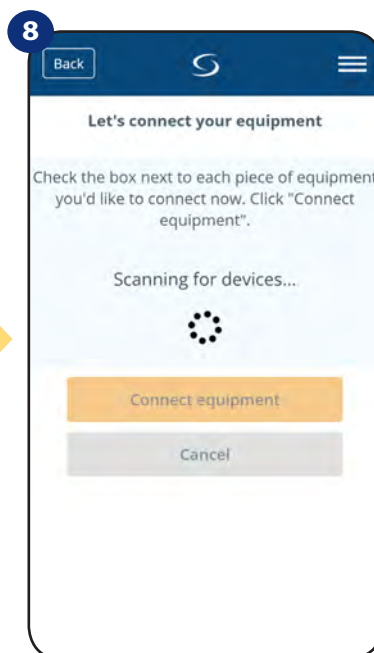 8
Back
Let's connect your equipment
Check the box next to each piece of equipment
you'd like to connect now. Click "Connect
equipment".
Scanning for devices...
Connect equipment
Cancel